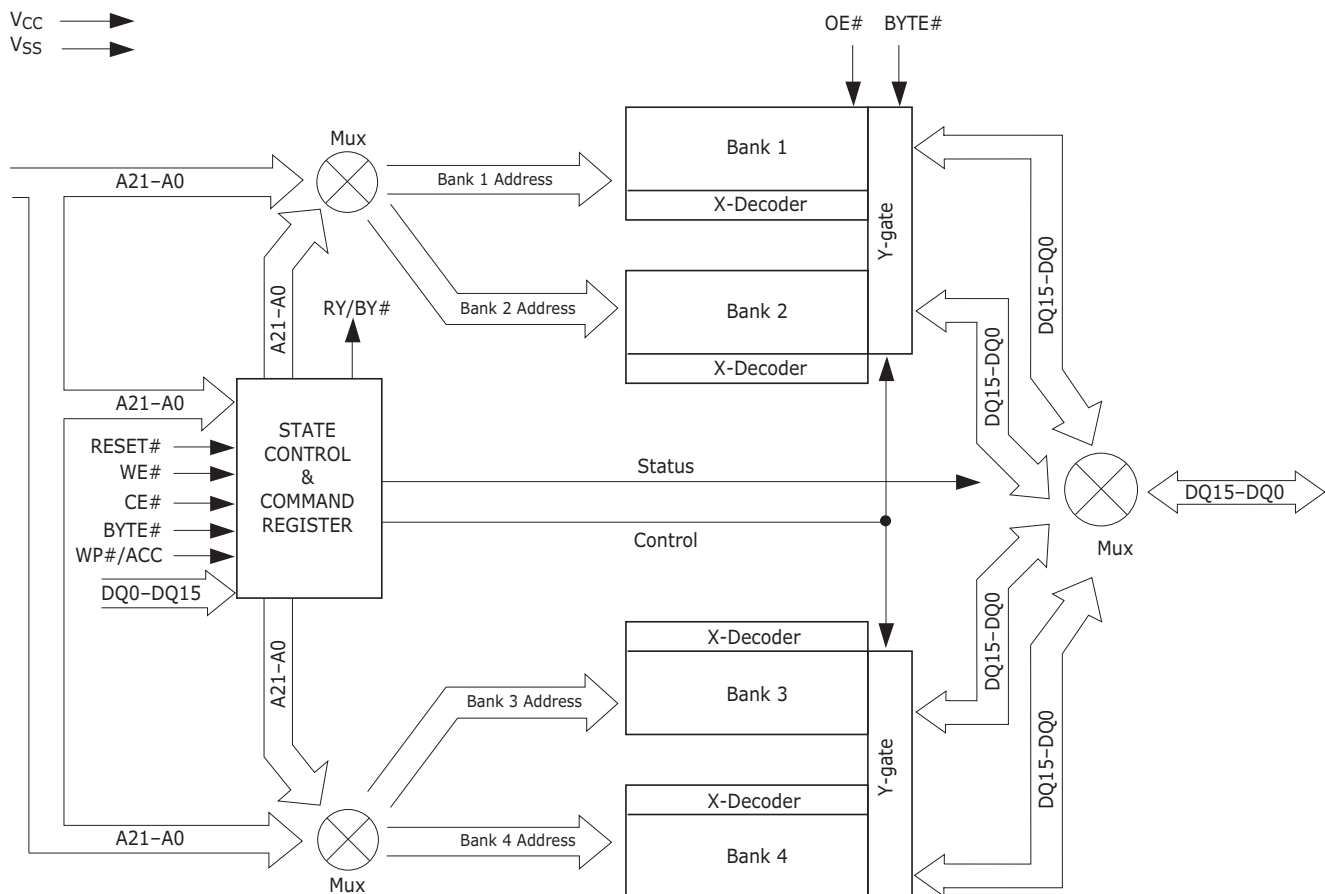 VCC
VSS
OE# BYTE#
Mux
Bank 1
A21–A0
Bank 1 Address
X-Decoder
Y-gate
DQ15–DQ0
A21–A0
RY/BY#
Bank 2 Address
Bank 2
X-Decoder
DQ15–DQ0
A21–A0
STATE
CONTROL
&
COMMAND
REGISTER
RESET#
WE#
CE#
BYTE#
WP#/ACC
DQ0–DQ15
Status
Control
DQ15–DQ0
Mux
A21–A0
X-Decoder
Bank 3 Address
Bank 3
Y-gate
DQ15–DQ0
DQ15–DQ0
X-Decoder
A21–A0
Bank 4 Address
Bank 4
Mux